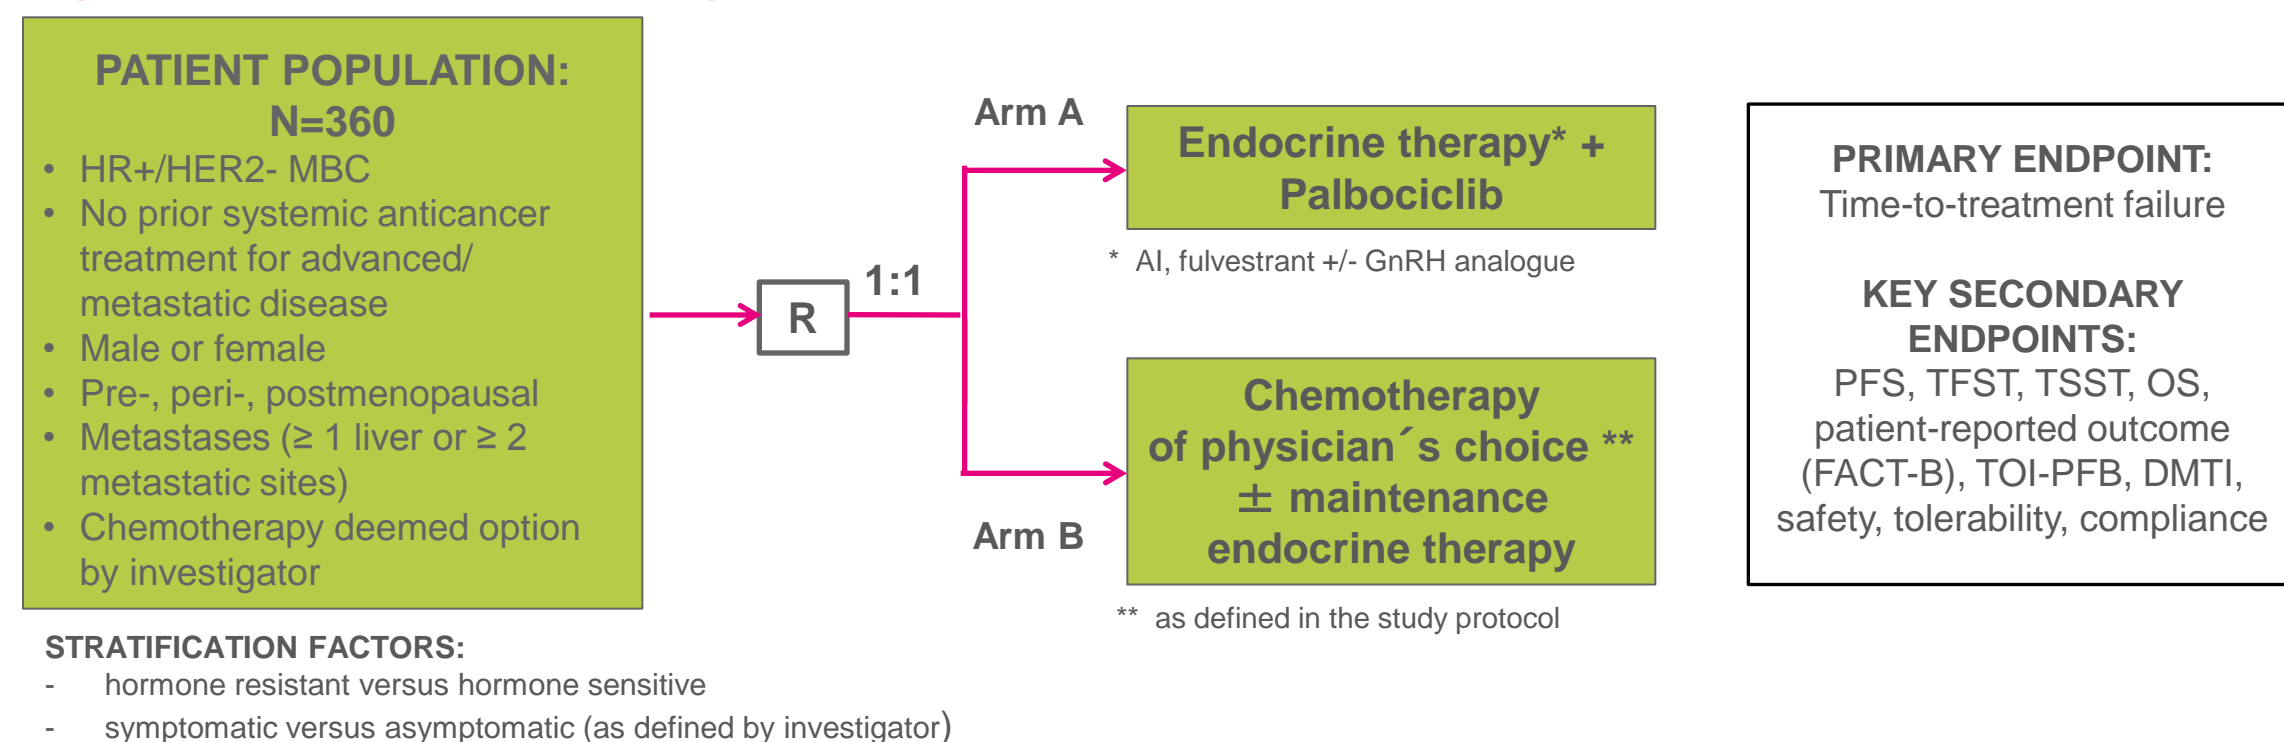 PATIENT POPULATION:
N=360
• HR+/HER2- MBC
• No prior systemic anticancer
treatment for advanced/
metastatic disease
• Male or female
• Pre-, peri-, postmenopausal
• Metastases (≥ 1 liver or ≥ 2
metastatic sites)
• Chemotherapy deemed option
by investigator
STRATIFICATION FACTORS:
- hormone resistant versus hormone sensitive
- symptomatic versus asymptomatic (as defined by investigator)
R
1:1
Arm A
Endocrine therapy* +
Palbociclib
* AI, fulvestrant +/- GnRH analogue
Arm B
Chemotherapy
of physician´s choice **
± maintenance
endocrine therapy
** as defined in the study protocol
PRIMARY ENDPOINT:
Time-to-treatment failure
KEY SECONDARY
ENDPOINTS:
PFS, TFST, TSST, OS,
patient-reported outcome
(FACT-B), TOI-PFB, DMTI,
safety, tolerability, compliance